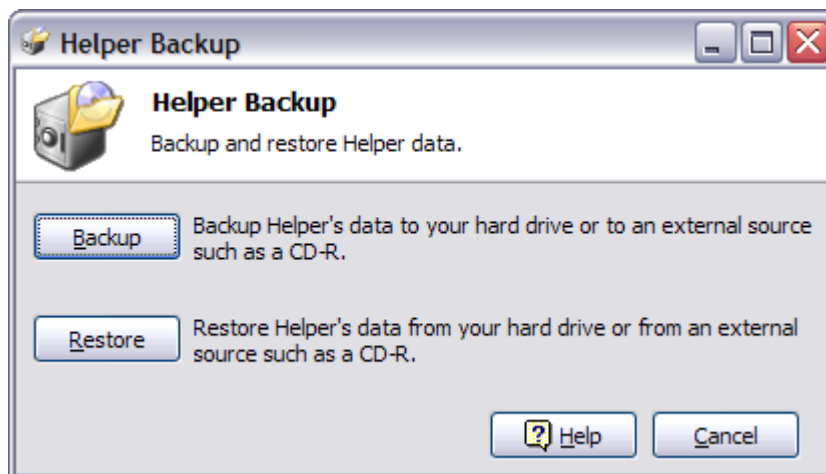 Helper Backup
Helper Backup
Backup and restore Helper data.
Backup
Backup Helper's data to your hard drive or to an external source
such as a CD-R.
Restore
Restore Helper's data from your hard drive or from an external
source such as a CD-R.
Help
Cancel